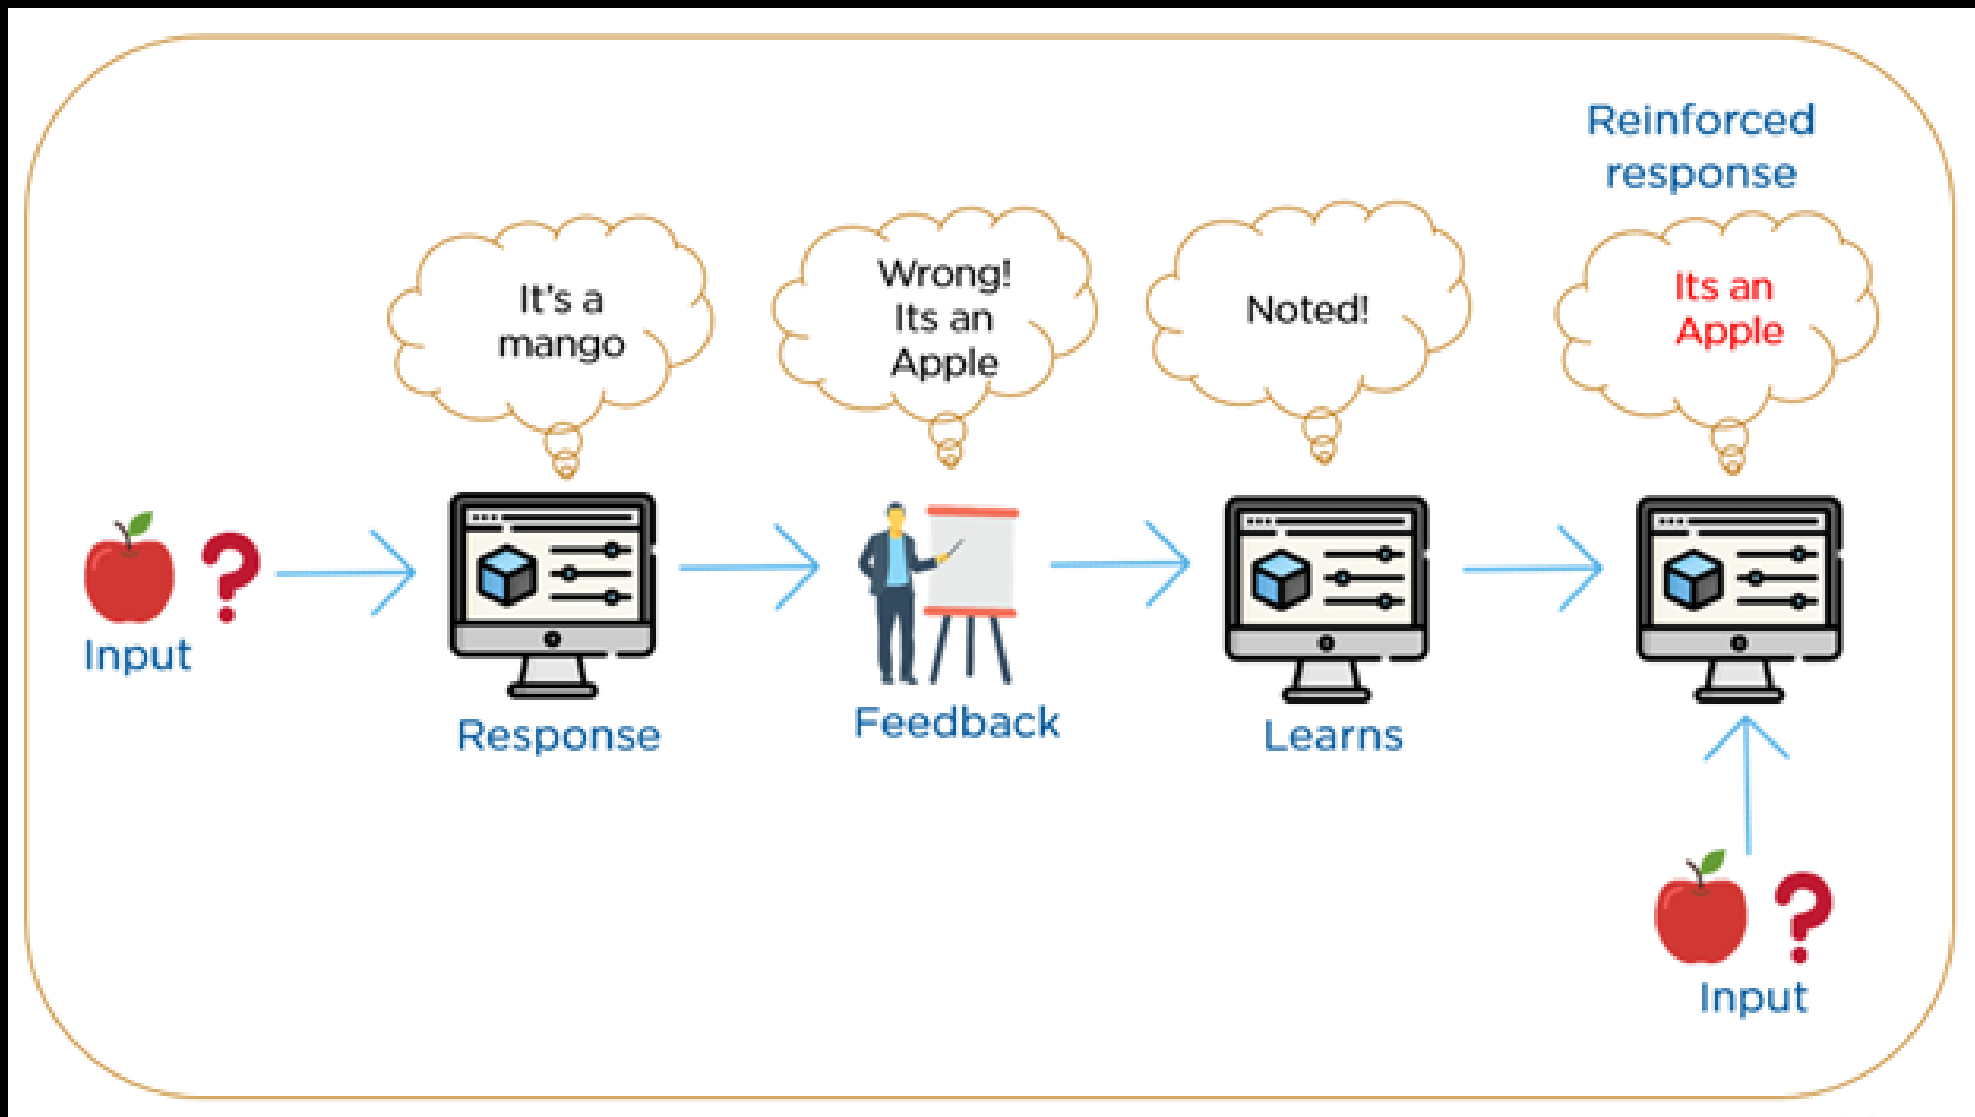 Reinforced
response
It's a
mango
Wrong!
Its an
Apple
Noted!
Its an
Apple
?
Input
Response
Feedback
Learns
?
Input